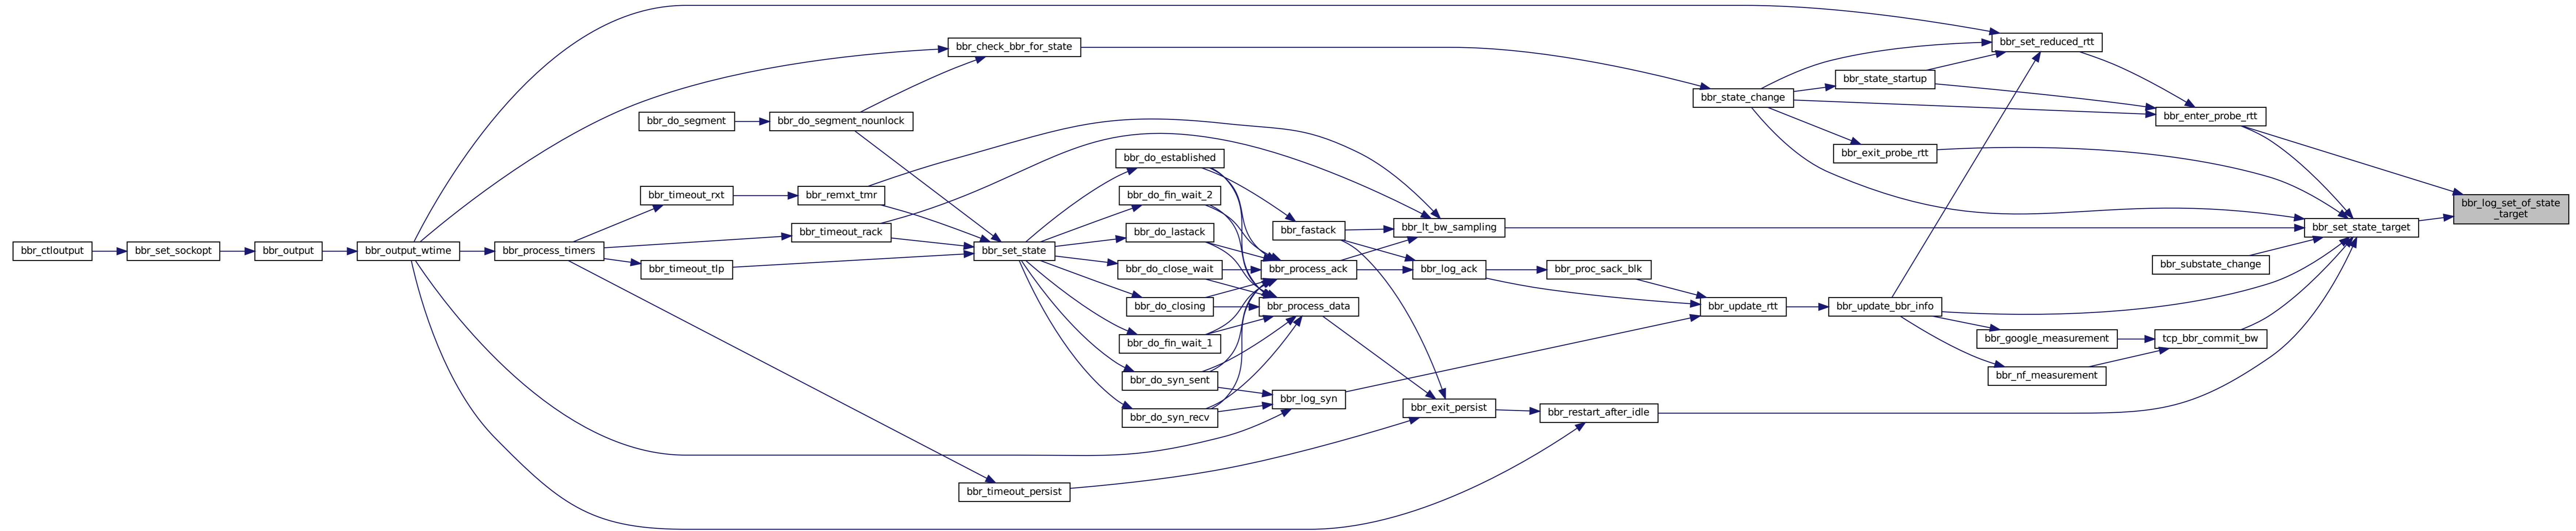 bbr_ctloutput
bbr_set_sockopt
bbr_output
bbr_output_wtime
bbr_process_timers
bbr_do_segment
bbr_timeout_rxt
bbr_timeout_tlp
bbr_check_bbr_for_state
bbr_do_segment_nounlock
bbr_remxt_tmr
bbr_timeout_rack
bbr_set_state
bbr_timeout_persist
bbr_do_established
bbr_do_fin_wait_2
bbr_do_lastack
bbr_do_close_wait
bbr_do_closing
bbr_do_fin_wait_1
bbr_do_syn_sent
bbr_do_syn_recv
bbr_fastack
bbr_process_ack
bbr_process_data
bbr_log_syn
bbr_lt_bw_sampling
bbr_log_ack
bbr_exit_persist
bbr_proc_sack_blk
bbr_restart_after_idle
bbr_state_change
bbr_update_rtt
bbr_state_startup
bbr_exit_probe_rtt
bbr_update_bbr_info
bbr_set_reduced_rtt
bbr_google_measurement
bbr_nf_measurement
bbr_enter_probe_rtt
bbr_substate_change
tcp_bbr_commit_bw
bbr_set_state_target
bbr_log_set_of_state
_target